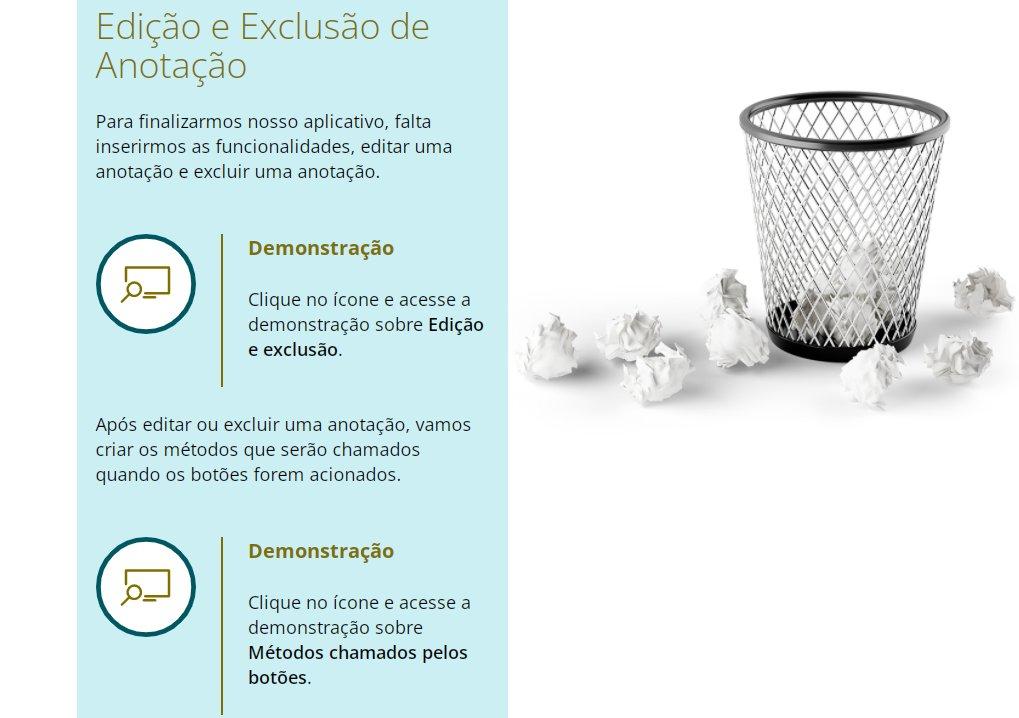 Edição e Exclusão de
Anotação
Para finalizarmos nosso aplicativo, falta
inserirmos as funcionalidades, editar uma
anotação e excluir uma anotação.
Demonstração
Clique no ícone e acesse a
demonstração sobre Edição
e exclusão.
Após editar ou excluir uma anotação, vamos
criar os métodos que serão chamados
quando os botões forem acionados.
Demonstração
Clique no ícone e acesse a
demonstração sobre
Métodos chamados pelos
botões.